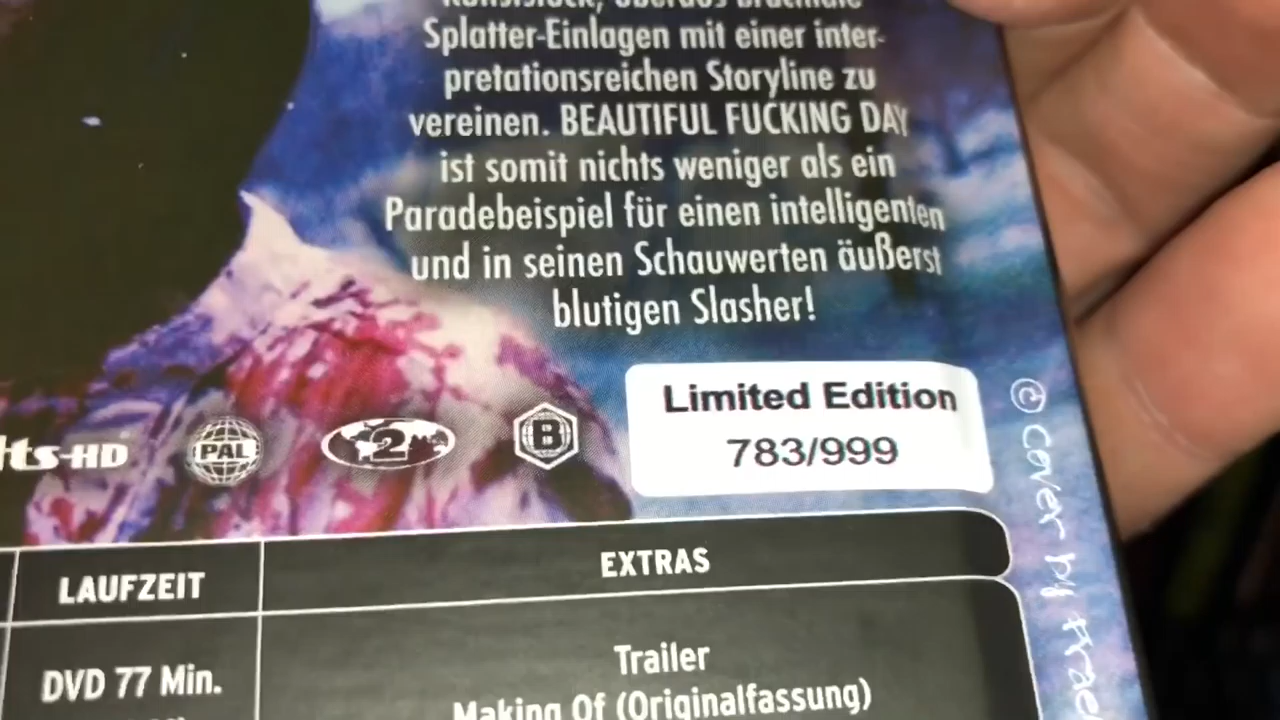 Splatter-Einlagen mit einer inter-
pretationsreichen Storyline zu
vereinen. BEAUTIFUL FUCKING DAY
ist somit nichts weniger als ein
Paradebeispiel für einen intelligenten
und in seinen Schauwerten äußerst
blutigen Slasher!
Limited Edition
783/999
dts-HD
PAL
2
B
© Cover by
LAUFZEIT
EXTRAS
DVD 77 Min.
Trailer
Making Of (Originalfassung)